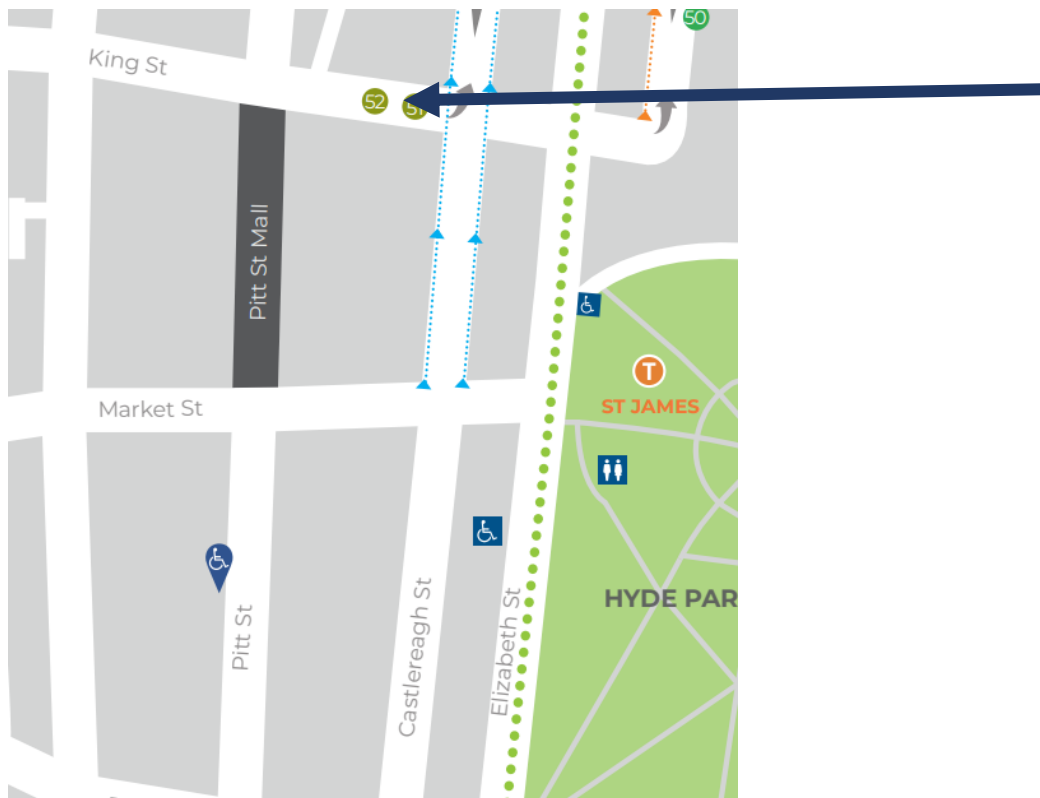 50
King St
52
51
Pitt St Mall
T
ST JAMES
Market St
HYDE PAR
Pitt St
Castlereagh St
Elizabeth St